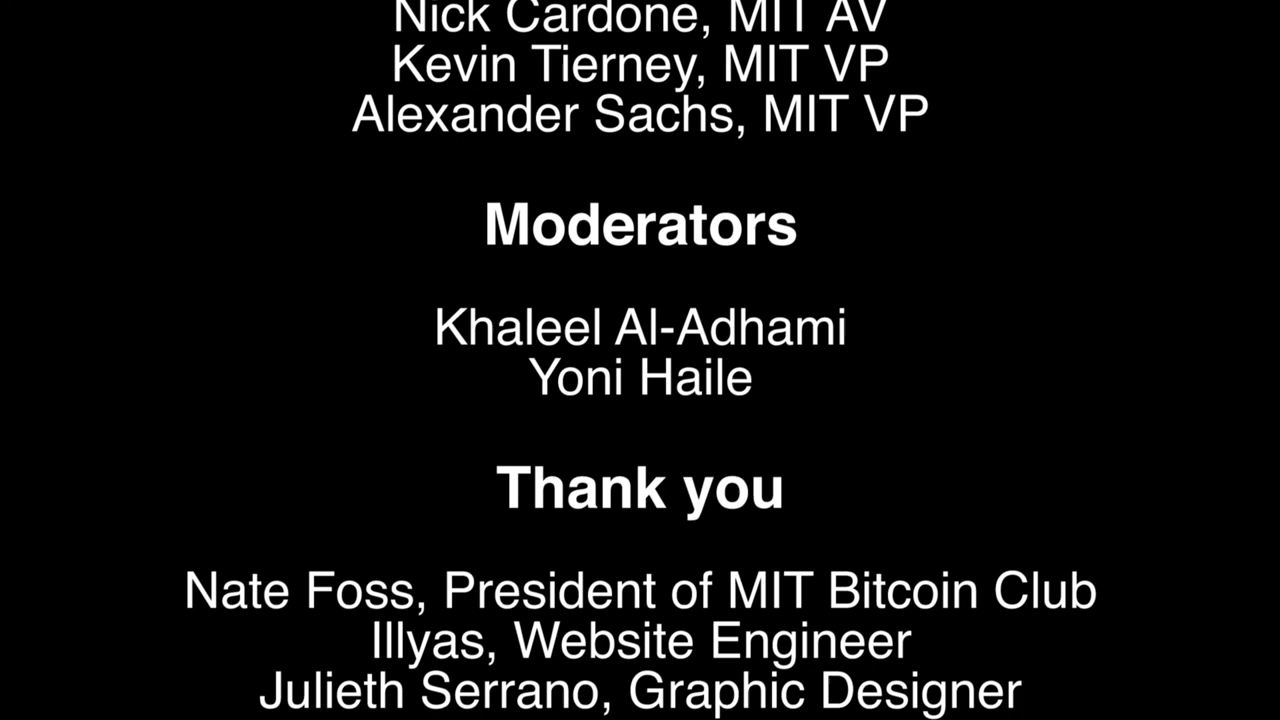 Nick Cardone, MIT AV
Kevin Tierney, MIT VP
Alexander Sachs, MIT VP
Moderators
Khaleel Al-Adhami
Yoni Haile
Thank you
Nate Foss, President of MIT Bitcoin Club
Illyas, Website Engineer
Julieth Serrano, Graphic Designer